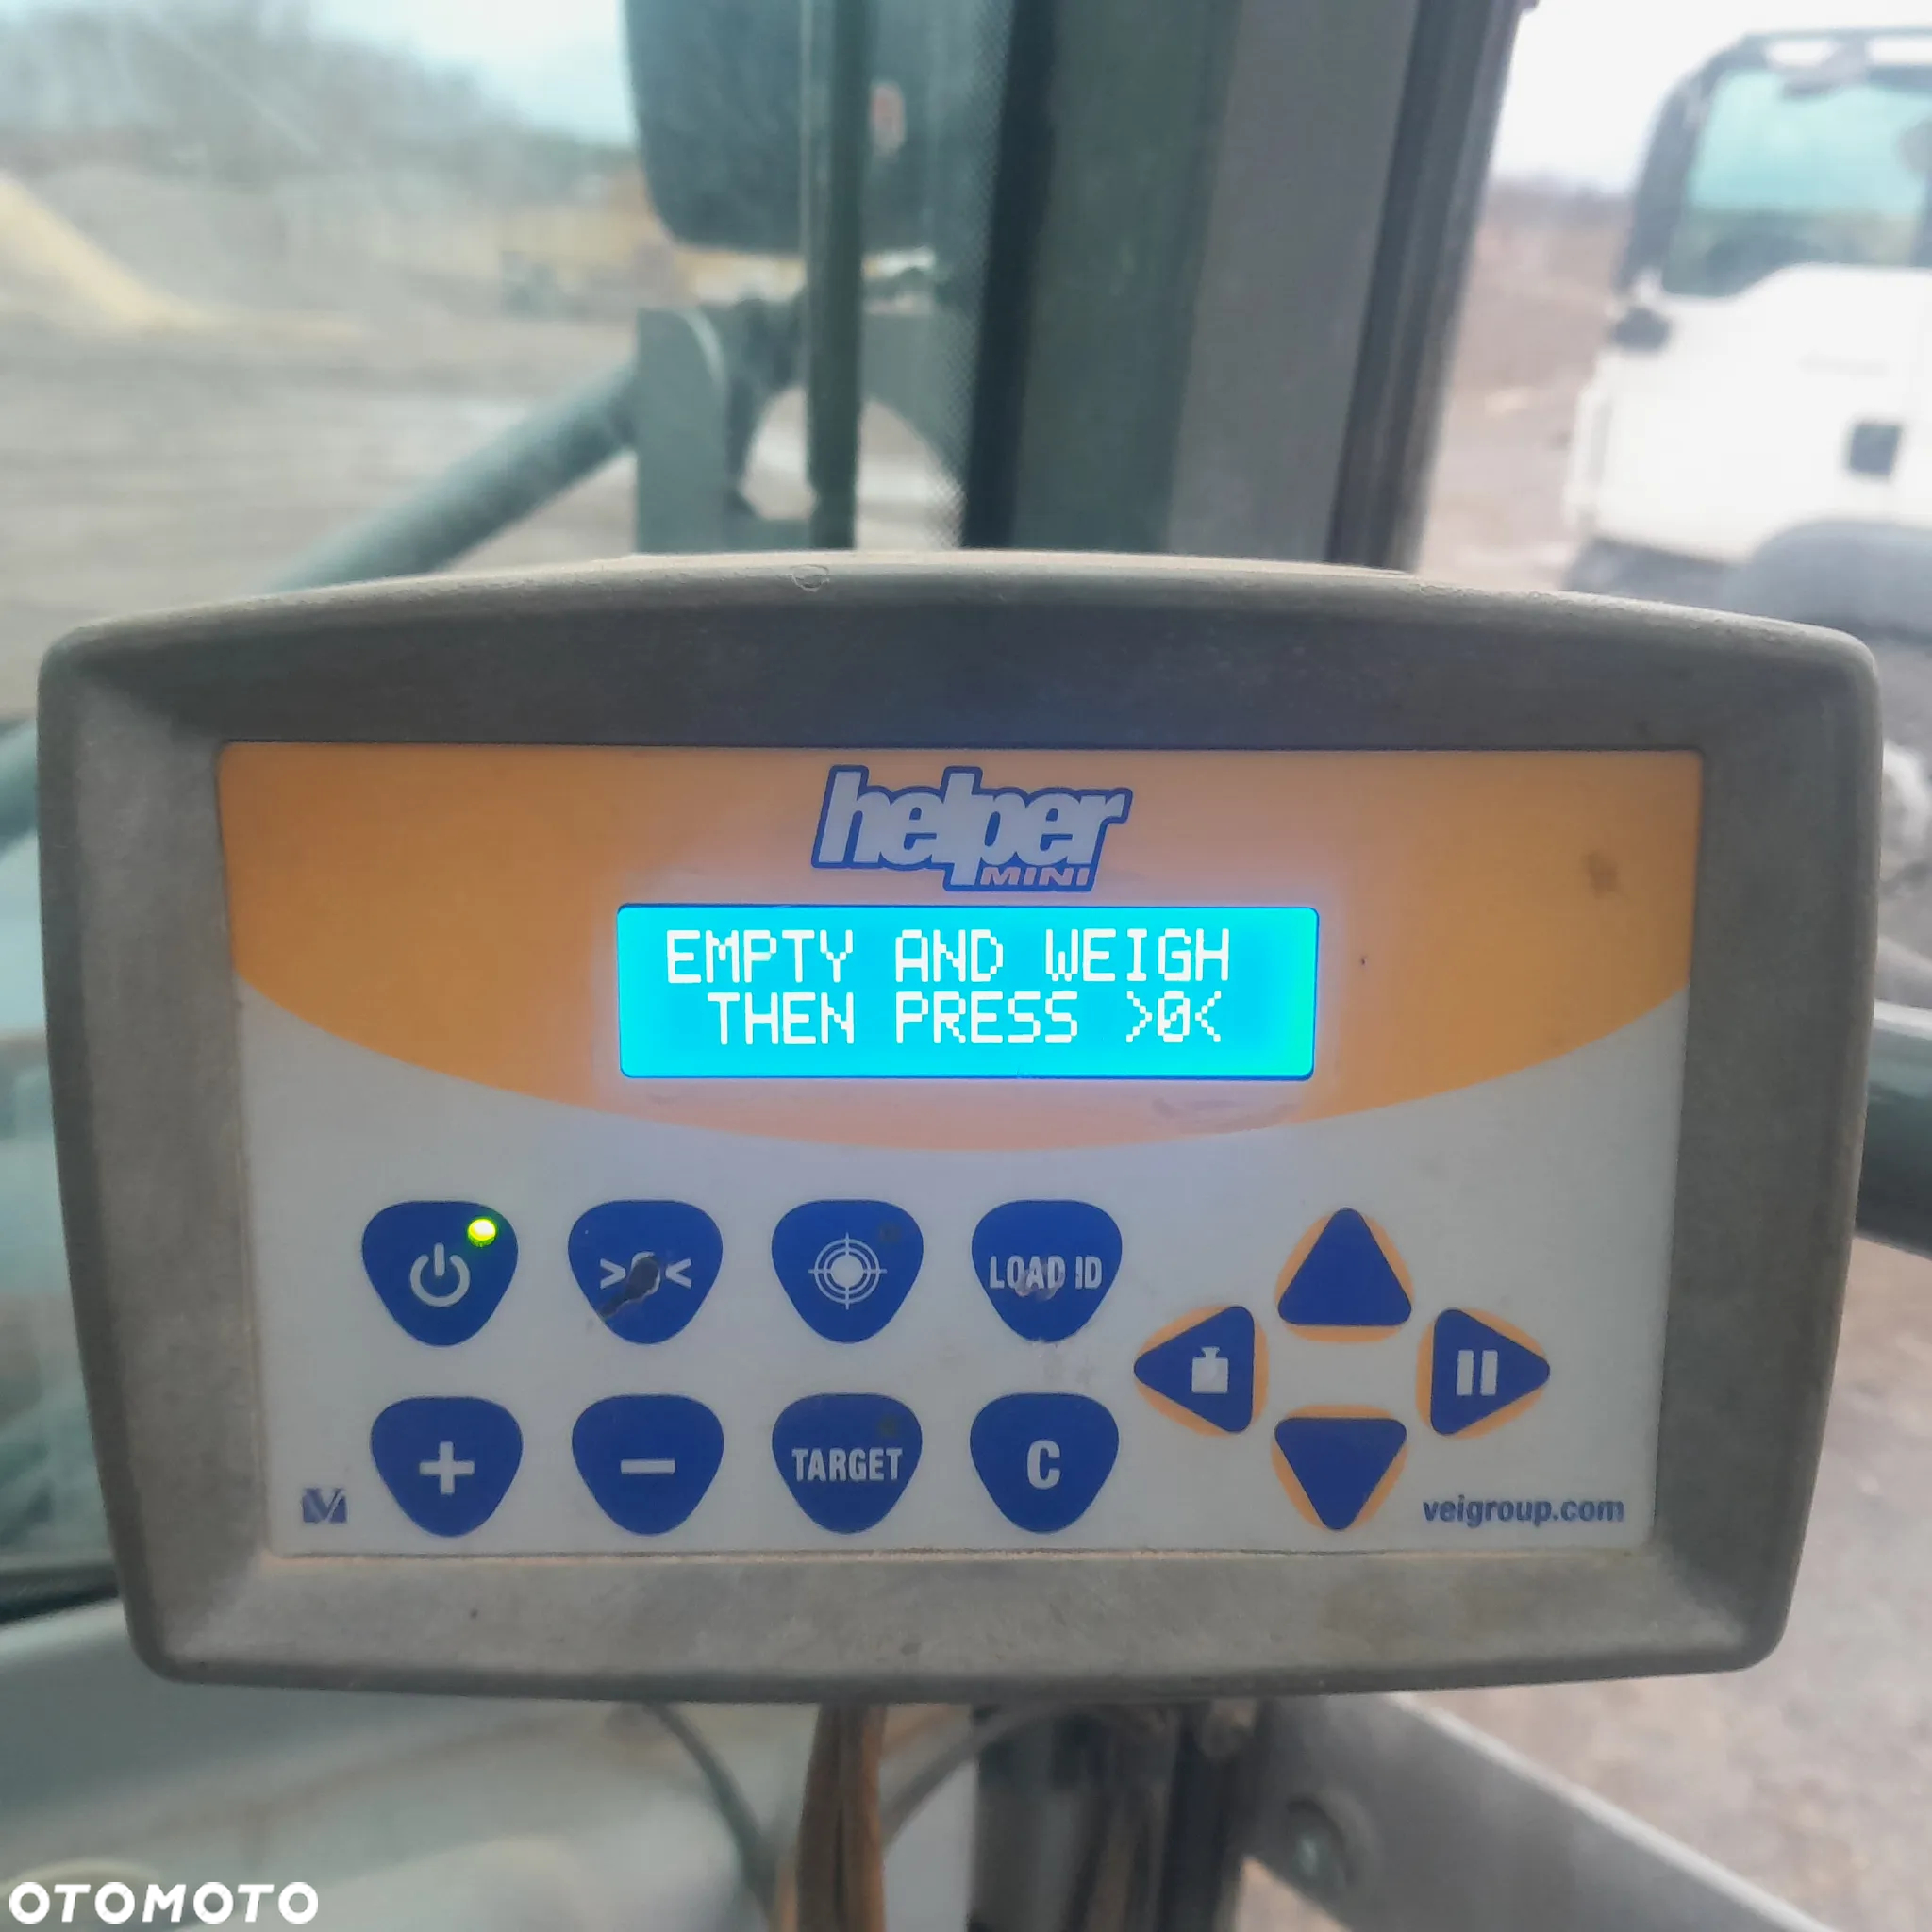 helper
MINI
EMPTY AND WEIGH
THEN PRESS >0<
> <
LOAD ID
+
−
TARGET
C
veigroup.com
OTOMOTO